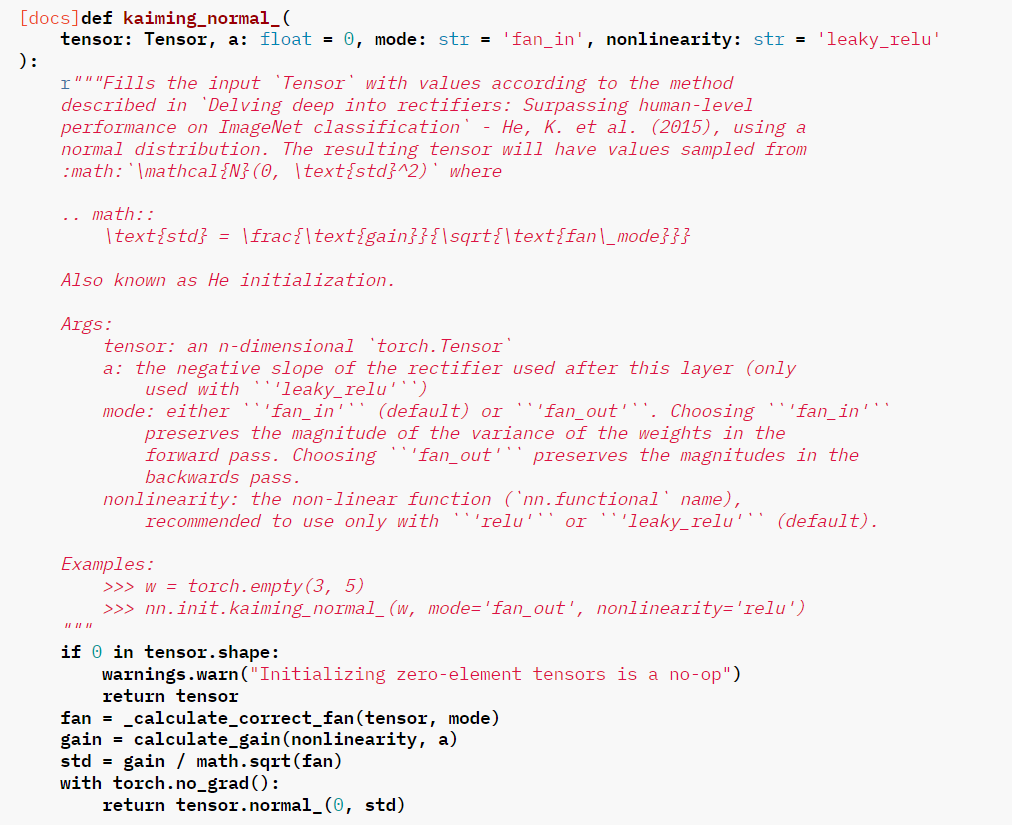 [docs]def kaiming_normal_(
    tensor: Tensor, a: float = 0, mode: str = 'fan_in', nonlinearity: str = 'leaky_relu'
):
    r"""Fills the input `Tensor` with values according to the method
    described in `Delving deep into rectifiers: Surpassing human-level
    performance on ImageNet classification` - He, K. et al. (2015), using a
    normal distribution. The resulting tensor will have values sampled from
    :math:`\mathcal{N}(0, \text{std}^2)` where

    .. math::
        \text{std} = \frac{\text{gain}}{\sqrt{\text{fan\_mode}}}

    Also known as He initialization.

    Args:
        tensor: an n-dimensional `torch.Tensor`
        a: the negative slope of the rectifier used after this layer (only
            used with ``'leaky_relu'``)
        mode: either ``'fan_in'`` (default) or ``'fan_out'``. Choosing ``'fan_in'``
            preserves the magnitude of the variance of the weights in the
            forward pass. Choosing ``'fan_out'`` preserves the magnitudes in the
            backwards pass.
        nonlinearity: the non-linear function (`nn.functional` name),
            recommended to use only with ``'relu'`` or ``'leaky_relu'`` (default).

    Examples:
        >>> w = torch.empty(3, 5)
        >>> nn.init.kaiming_normal_(w, mode='fan_out', nonlinearity='relu')
    """
    if 0 in tensor.shape:
        warnings.warn("Initializing zero-element tensors is a no-op")
        return tensor
    fan = _calculate_correct_fan(tensor, mode)
    gain = calculate_gain(nonlinearity, a)
    std = gain / math.sqrt(fan)
    with torch.no_grad():
        return tensor.normal_(0, std)